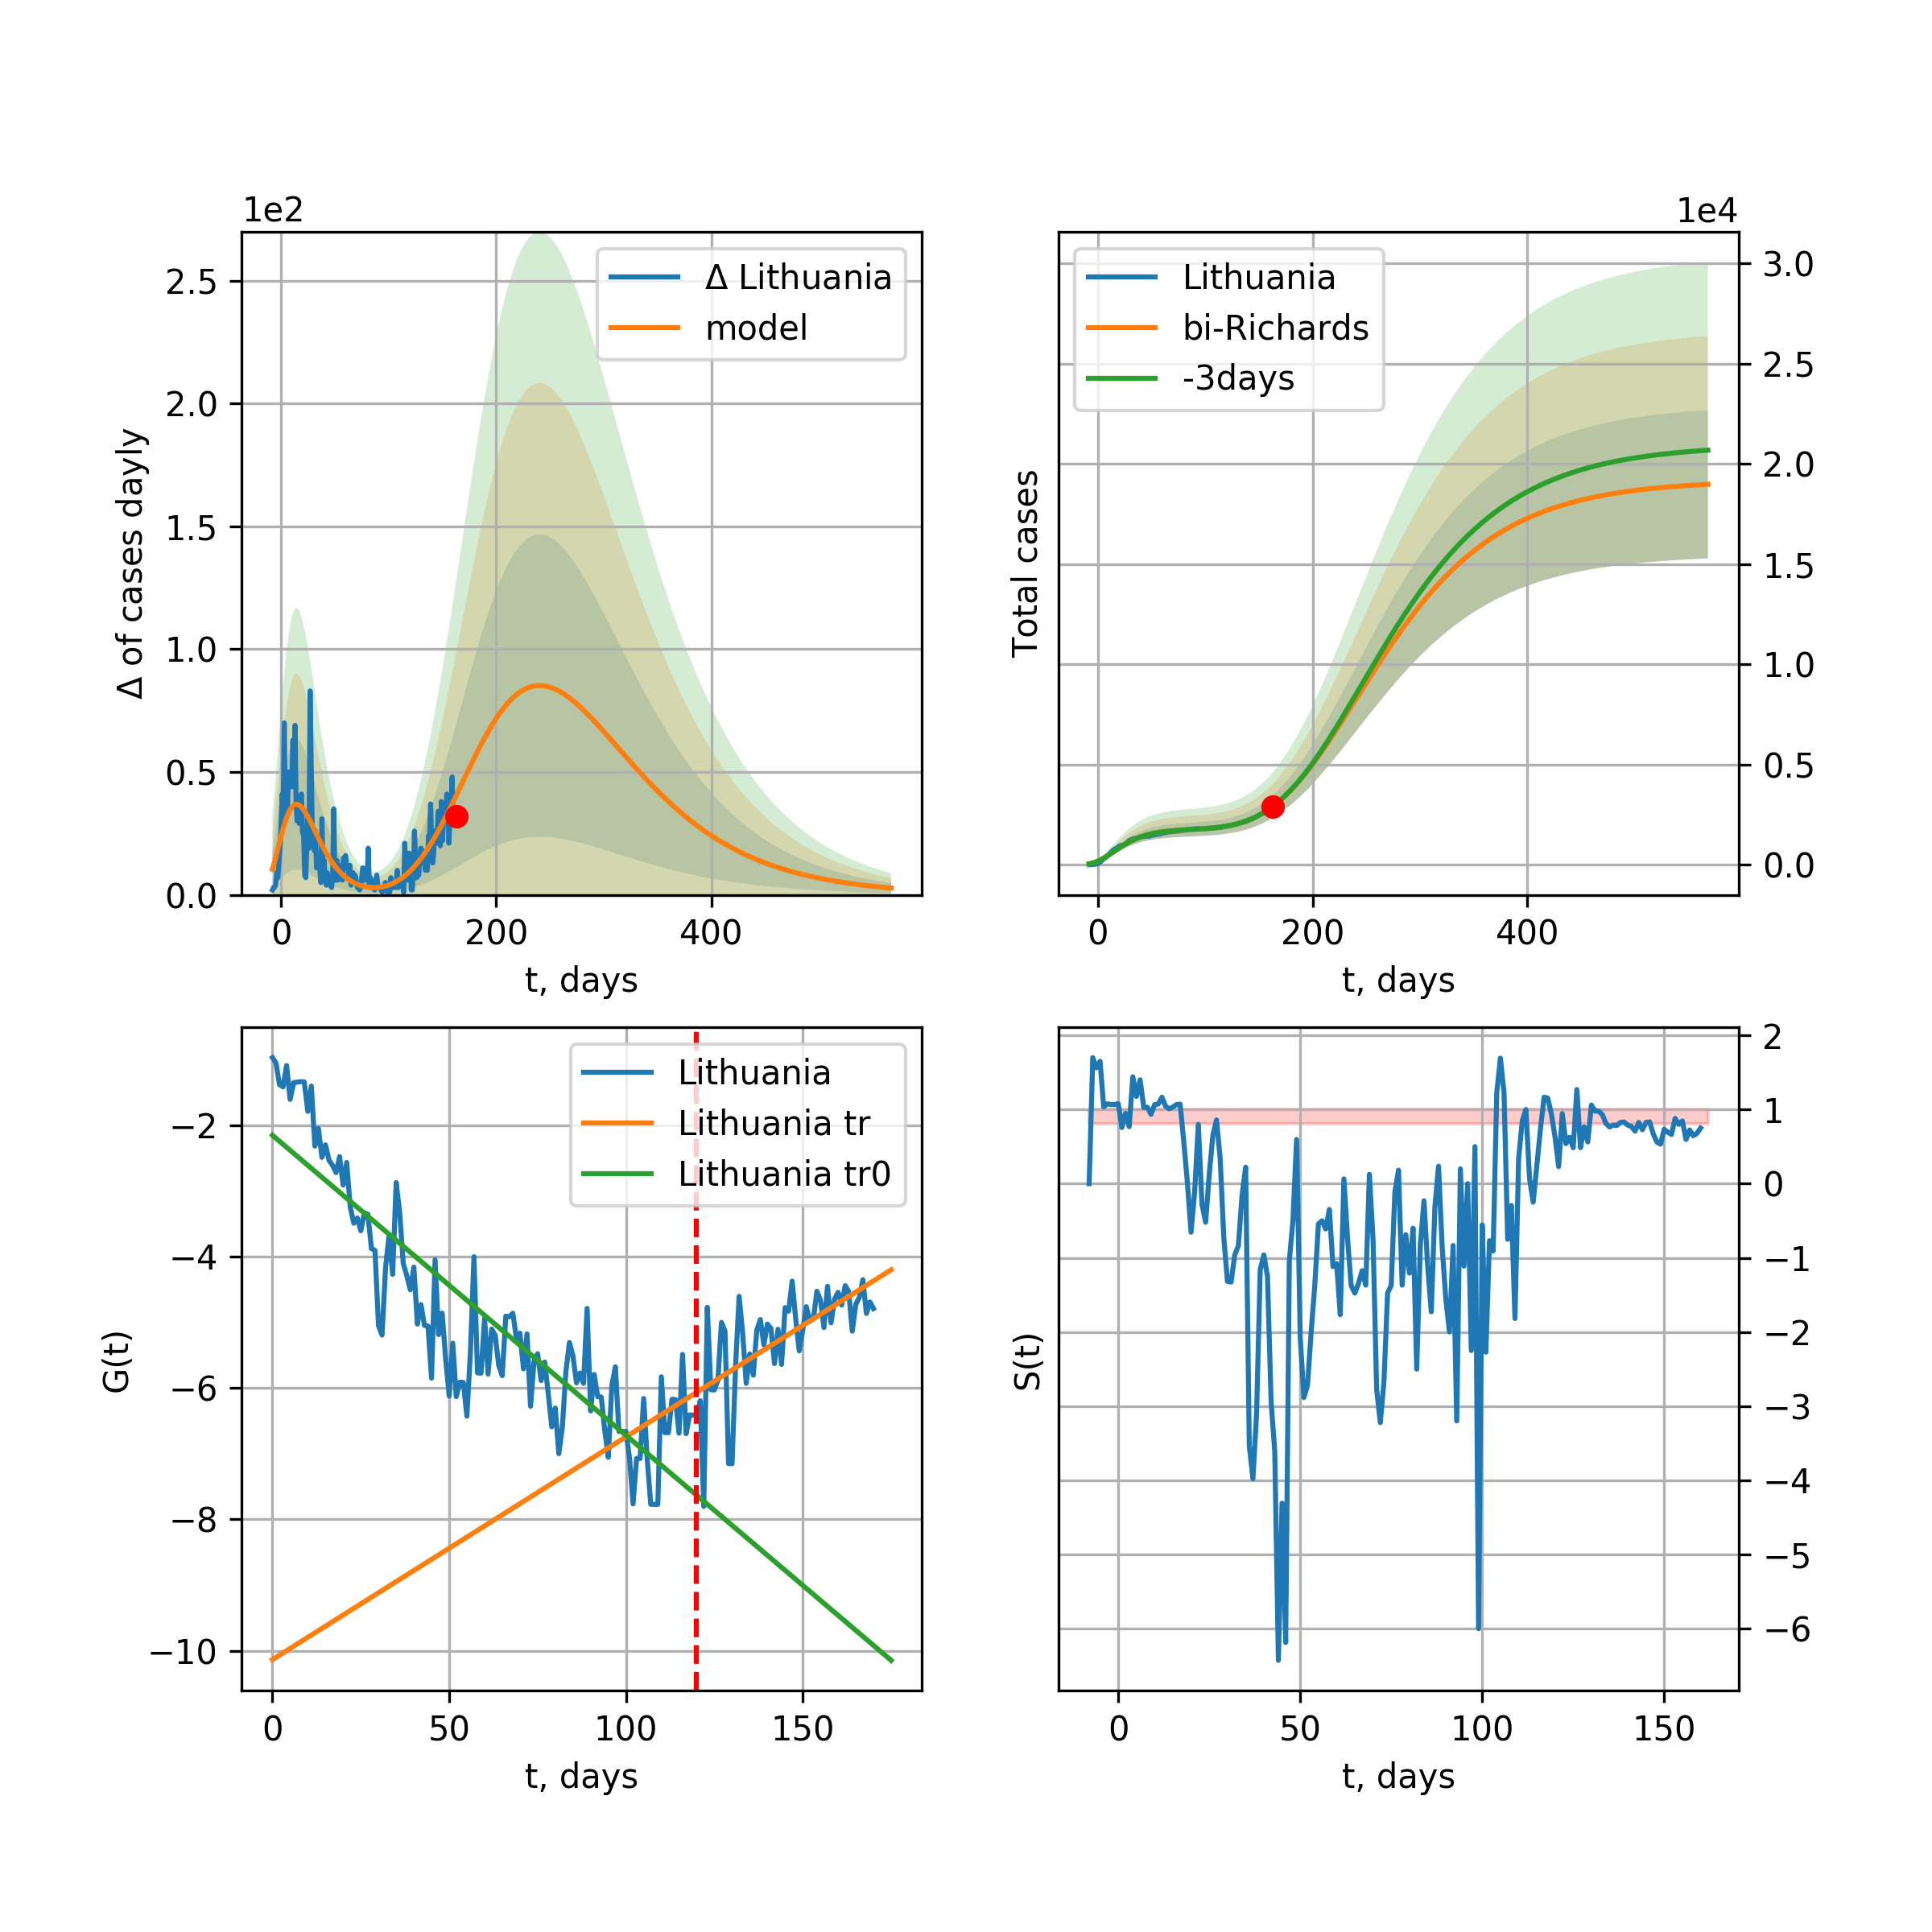 1e2
2.5
2.0
1.5
1.0
0.5
0.0
Δ of cases dayly
0 200 400
t, days
Δ Lithuania
model
1e4
3.0
2.5
2.0
1.5
1.0
0.5
0.0
Total cases
0 200 400
t, days
Lithuania
bi-Richards
-3days
−2
−4
−6
−8
−10
G(t)
0 50 100 150
t, days
Lithuania
Lithuania tr
Lithuania tr0
2
1
0
−1
−2
−3
−4
−5
−6
S(t)
0 50 100 150
t, days